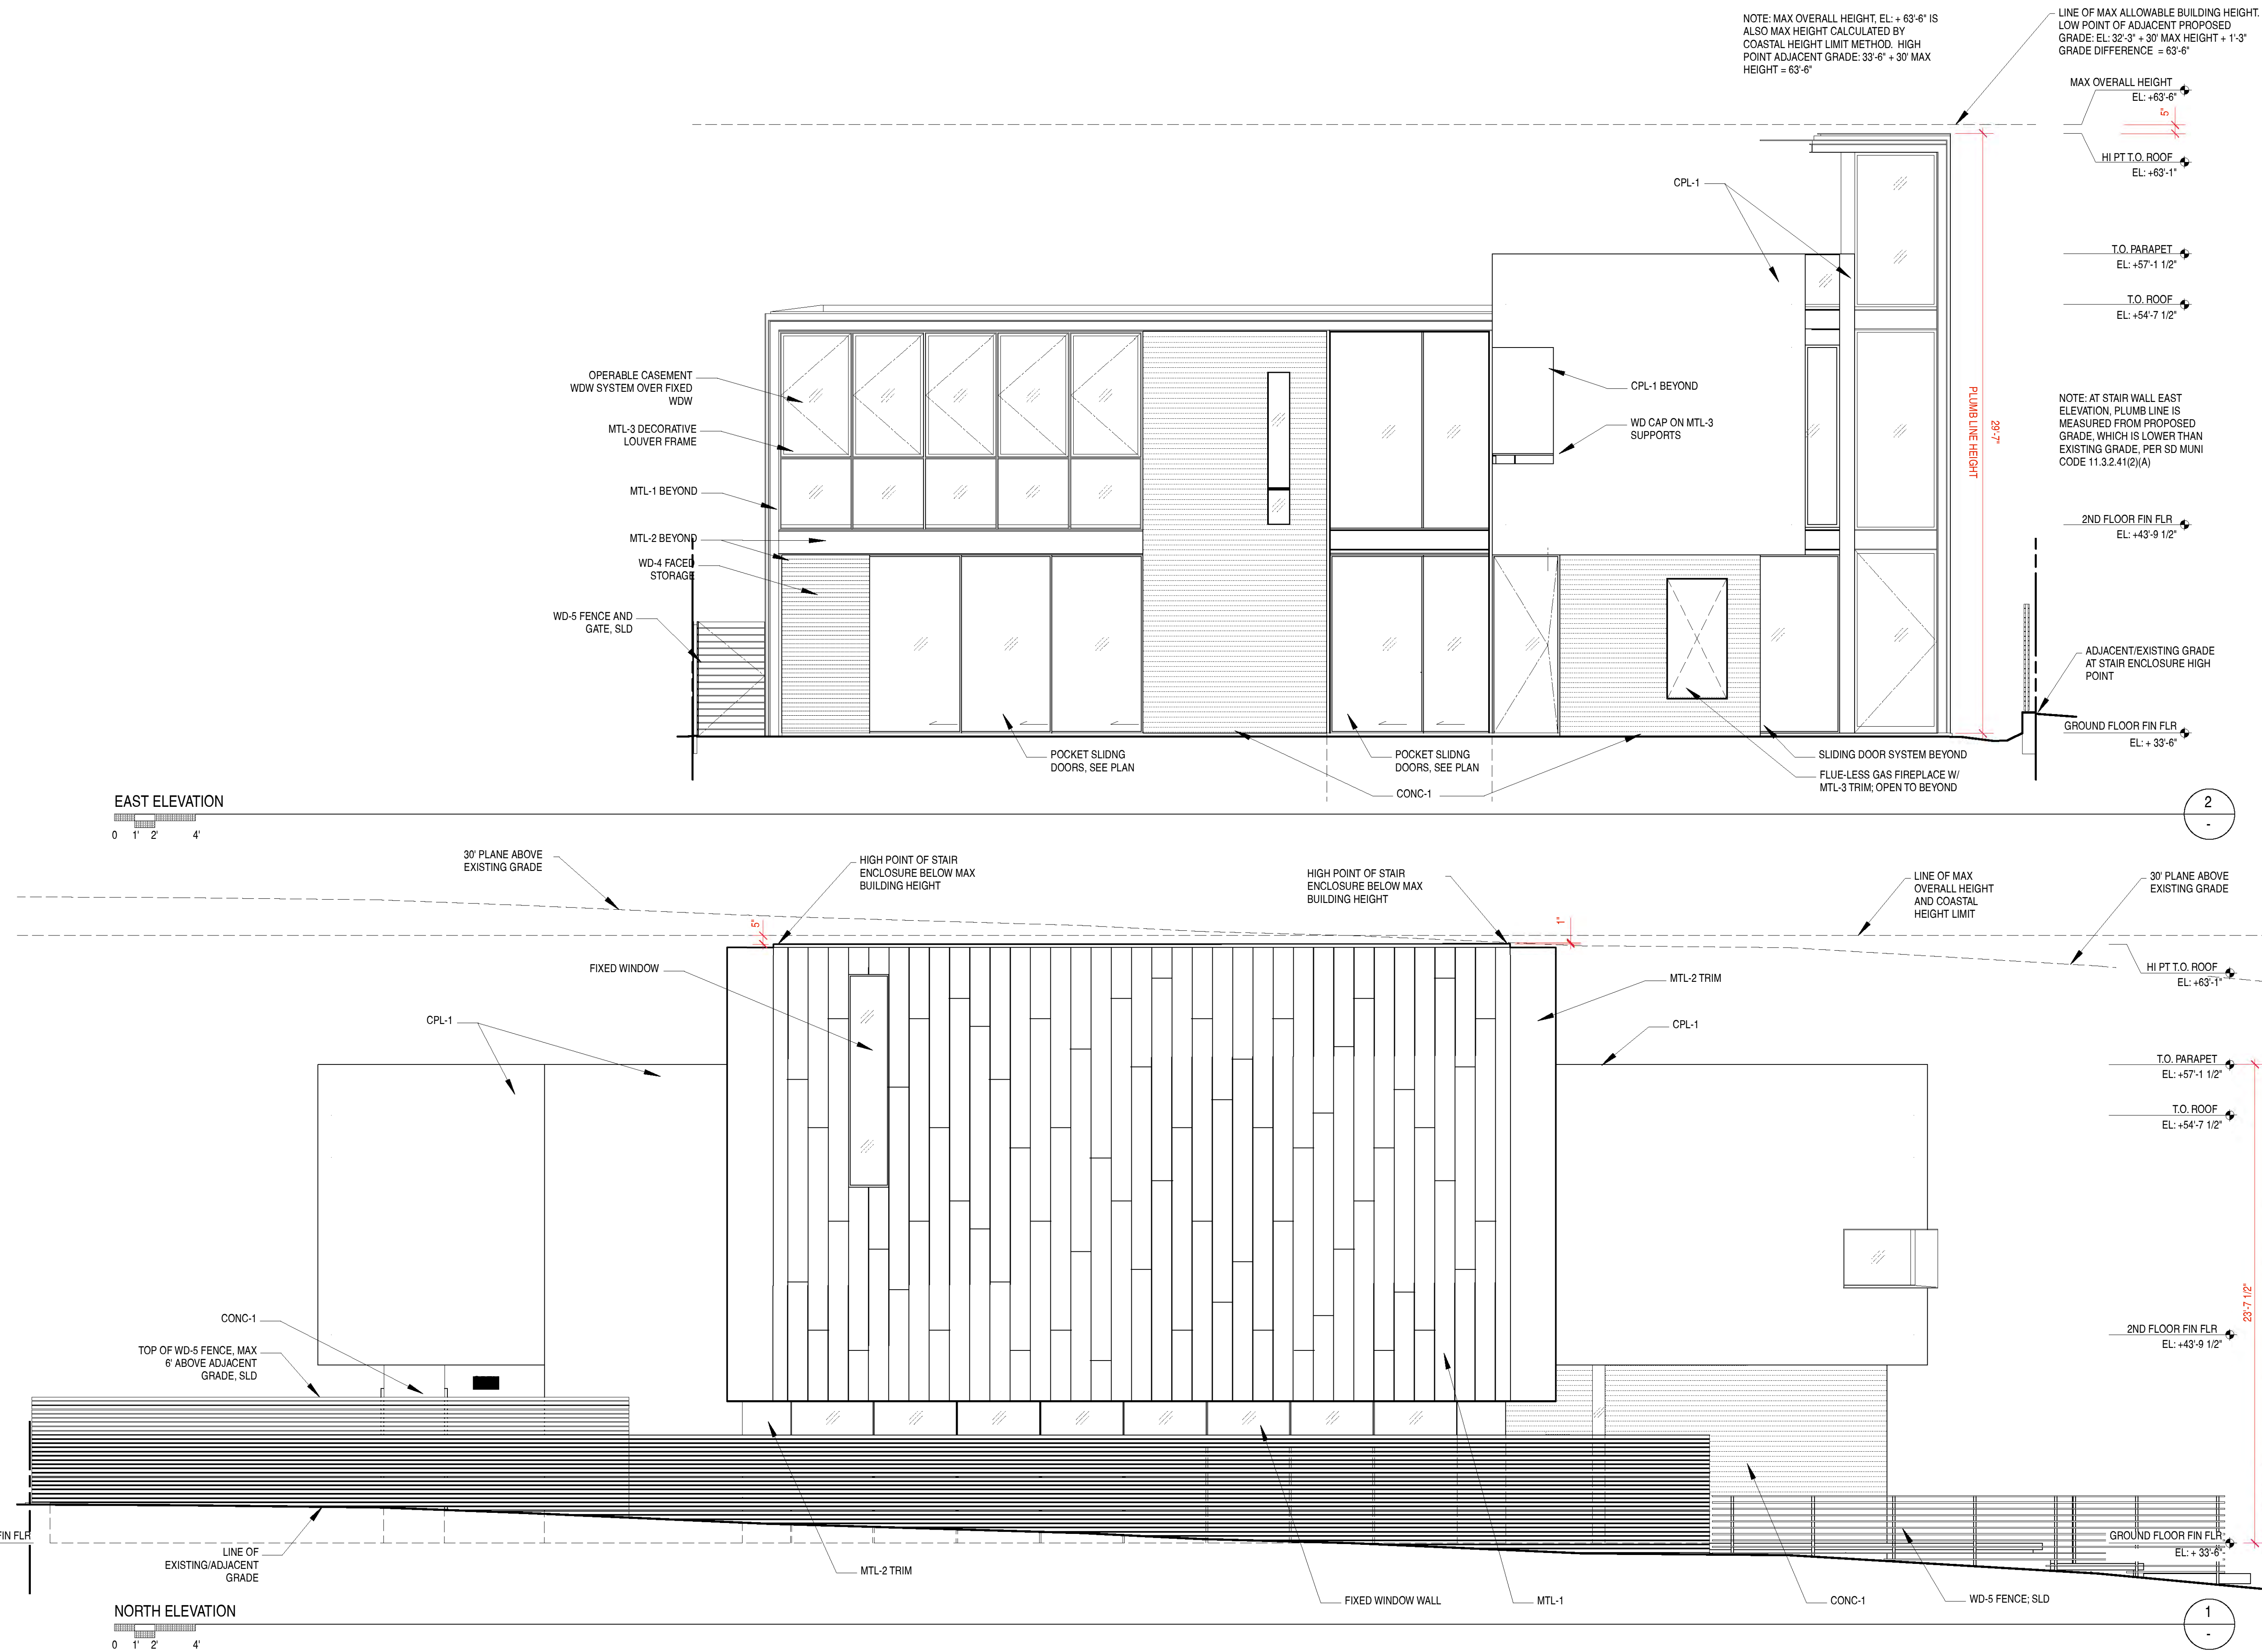 NOTE: MAX OVERALL HEIGHT, EL: + 63'-6" IS
ALSO MAX HEIGHT CALCULATED BY
COASTAL HEIGHT LIMIT METHOD. HIGH
POINT ADJACENT GRADE: 33'-6" + 30' MAX
HEIGHT = 63'-6"
LINE OF MAX ALLOWABLE BUILDING HEIGHT.
LOW POINT OF ADJACENT PROPOSED
GRADE: EL: 32'-3" + 30' MAX HEIGHT + 1'-3"
GRADE DIFFERENCE = 63'-6"
MAX OVERALL HEIGHT
EL: +63'-6"
5"
HI PT T.O. ROOF
EL: +63'-1"
CPL-1
T.O. PARAPET
EL: +57'-1 1/2"
T.O. ROOF
EL: +54'-7 1/2"
OPERABLE CASEMENT
WDW SYSTEM OVER FIXED
WDW
CPL-1 BEYOND
MTL-3 DECORATIVE
LOUVER FRAME
WD CAP ON MTL-3
SUPPORTS
29'-7"
PLUMB LINE HEIGHT
NOTE: AT STAIR WALL EAST
ELEVATION, PLUMB LINE IS
MEASURED FROM PROPOSED
GRADE, WHICH IS LOWER THAN
EXISTING GRADE, PER SD MUNI
CODE 11.3.2.41(2)(A)
MTL-1 BEYOND
2ND FLOOR FIN FLR
EL: +43'-9 1/2"
MTL-2 BEYOND
WD-4 FACED
STORAGE
WD-5 FENCE AND
GATE, SLD
ADJACENT/EXISTING GRADE
AT STAIR ENCLOSURE HIGH
POINT
GROUND FLOOR FIN FLR
EL: + 33'-6"
POCKET SLIDNG
DOORS, SEE PLAN
POCKET SLIDNG
DOORS, SEE PLAN
SLIDING DOOR SYSTEM BEYOND
FLUE-LESS GAS FIREPLACE W/
MTL-3 TRIM; OPEN TO BEYOND
CONC-1
EAST ELEVATION
0 1' 2' 4'
2
-
30' PLANE ABOVE
EXISTING GRADE
HIGH POINT OF STAIR
ENCLOSURE BELOW MAX
BUILDING HEIGHT
HIGH POINT OF STAIR
ENCLOSURE BELOW MAX
BUILDING HEIGHT
LINE OF MAX
OVERALL HEIGHT
AND COASTAL
HEIGHT LIMIT
30' PLANE ABOVE
EXISTING GRADE
5"
1"
FIXED WINDOW
HI PT T.O. ROOF
EL: +63'-1"
MTL-2 TRIM
CPL-1
CPL-1
T.O. PARAPET
EL: +57'-1 1/2"
T.O. ROOF
EL: +54'-7 1/2"
23'-7 1/2"
CONC-1
2ND FLOOR FIN FLR
EL: +43'-9 1/2"
TOP OF WD-5 FENCE, MAX
6' ABOVE ADJACENT
GRADE, SLD
FIN FLR
GROUND FLOOR FIN FLR
EL: + 33'-6"
LINE OF
EXISTING/ADJACENT
GRADE
MTL-2 TRIM
FIXED WINDOW WALL
MTL-1
CONC-1
WD-5 FENCE; SLD
NORTH ELEVATION
0 1' 2' 4'
1
-